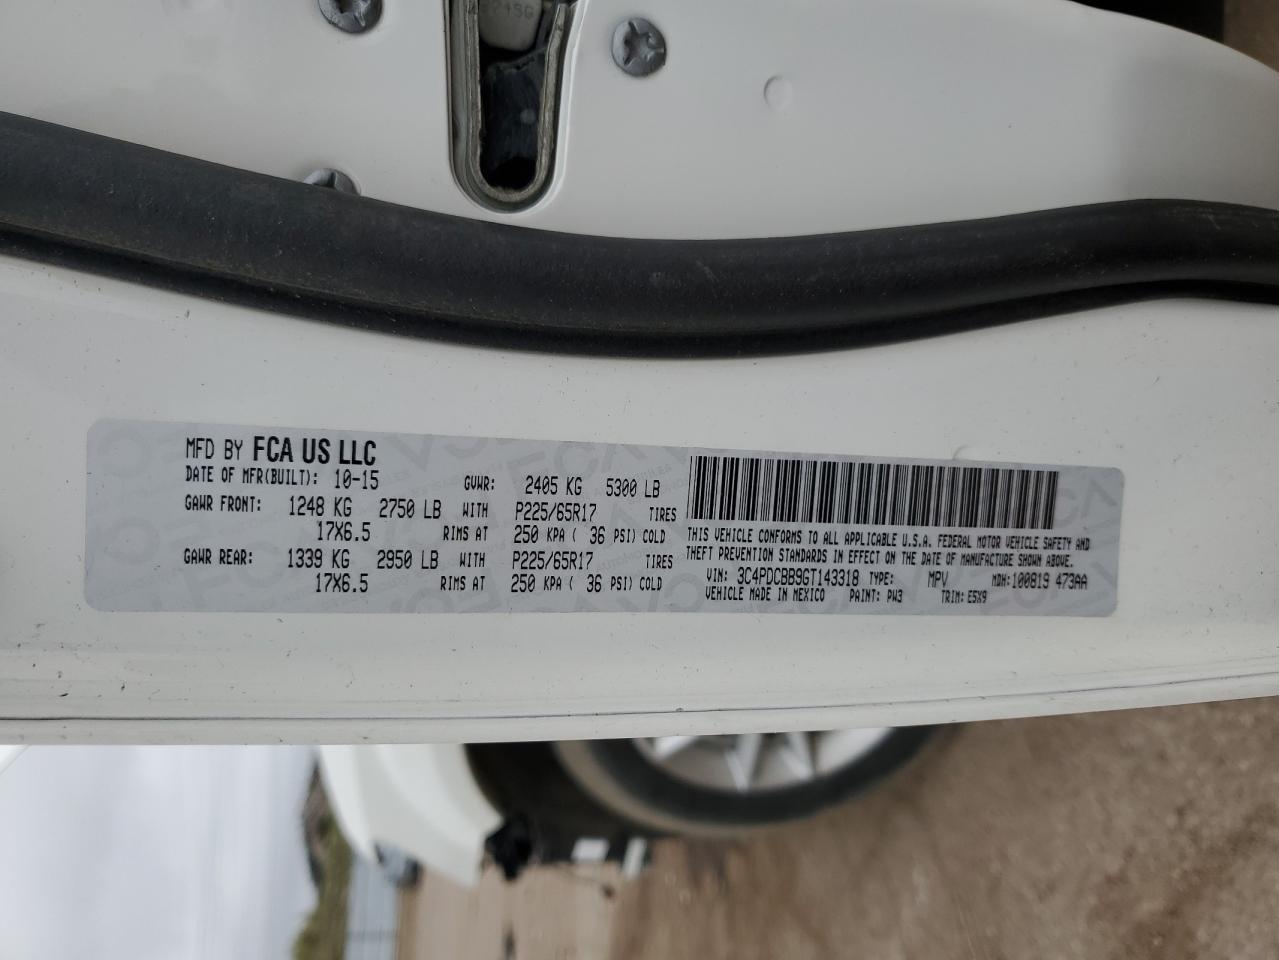 MFD BY FCA US LLC
DATE OF MFR(BUILT): 10-15 GVWR: 2405 KG 5300 LB
GAWR FRONT: 1248 KG 2750 LB WITH P225/65R17 TIRES
17X6.5 RIMS AT 250 KPA ( 36 PSI) COLD
GAWR REAR: 1339 KG 2950 LB WITH P225/65R17 TIRES
17X6.5 RIMS AT 250 KPA ( 36 PSI) COLD
THIS VEHICLE CONFORMS TO ALL APPLICABLE U.S.A. FEDERAL MOTOR VEHICLE SAFETY AND
THEFT PREVENTION STANDARDS IN EFFECT ON THE DATE OF MANUFACTURE SHOWN ABOVE.
VIN: 3C4PDCBB9GT143318 TYPE: MPV MDH:100819 473AA
VEHICLE MADE IN MEXICO PAINT: PW3 TRIM: E5X9